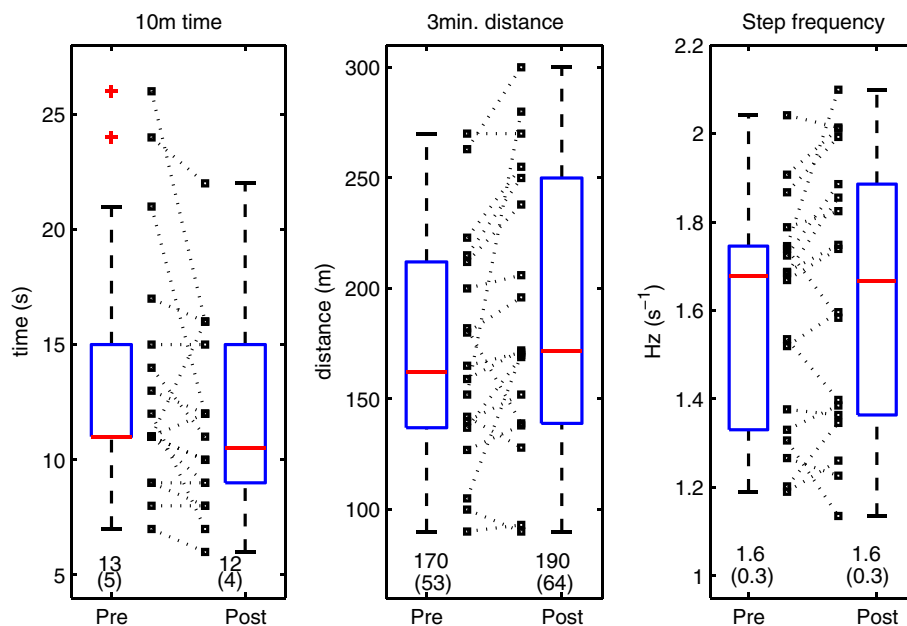 10m time
3min. distance
Step frequency
time (s)
25
20
15
10
5
13
(5)
12
(4)
Pre
Post
distance (m)
300
250
200
150
100
170
(53)
190
(64)
Pre
Post
Hz (s⁻¹)
2.2
2
1.8
1.6
1.4
1.2
1
1.6
(0.3)
1.6
(0.3)
Pre
Post